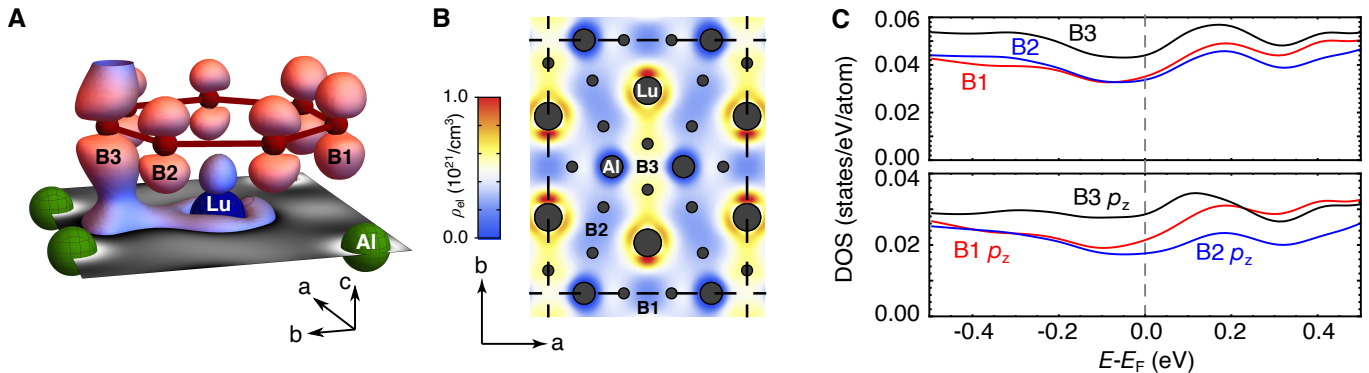 A
B3
B2
B1
Lu
Al
a
b
c
B
1.0
ρel (10²¹/cm³)
0.0
b
a
Lu
Al
B3
B2
B1
C
DOS (states/eV/atom)
0.06
0.04
0.02
0.00
B3
B2
B1
0.04
0.02
0.00
B3 pz
B1 pz
B2 pz
-0.4
-0.2
0.0
0.2
0.4
E-EF (eV)